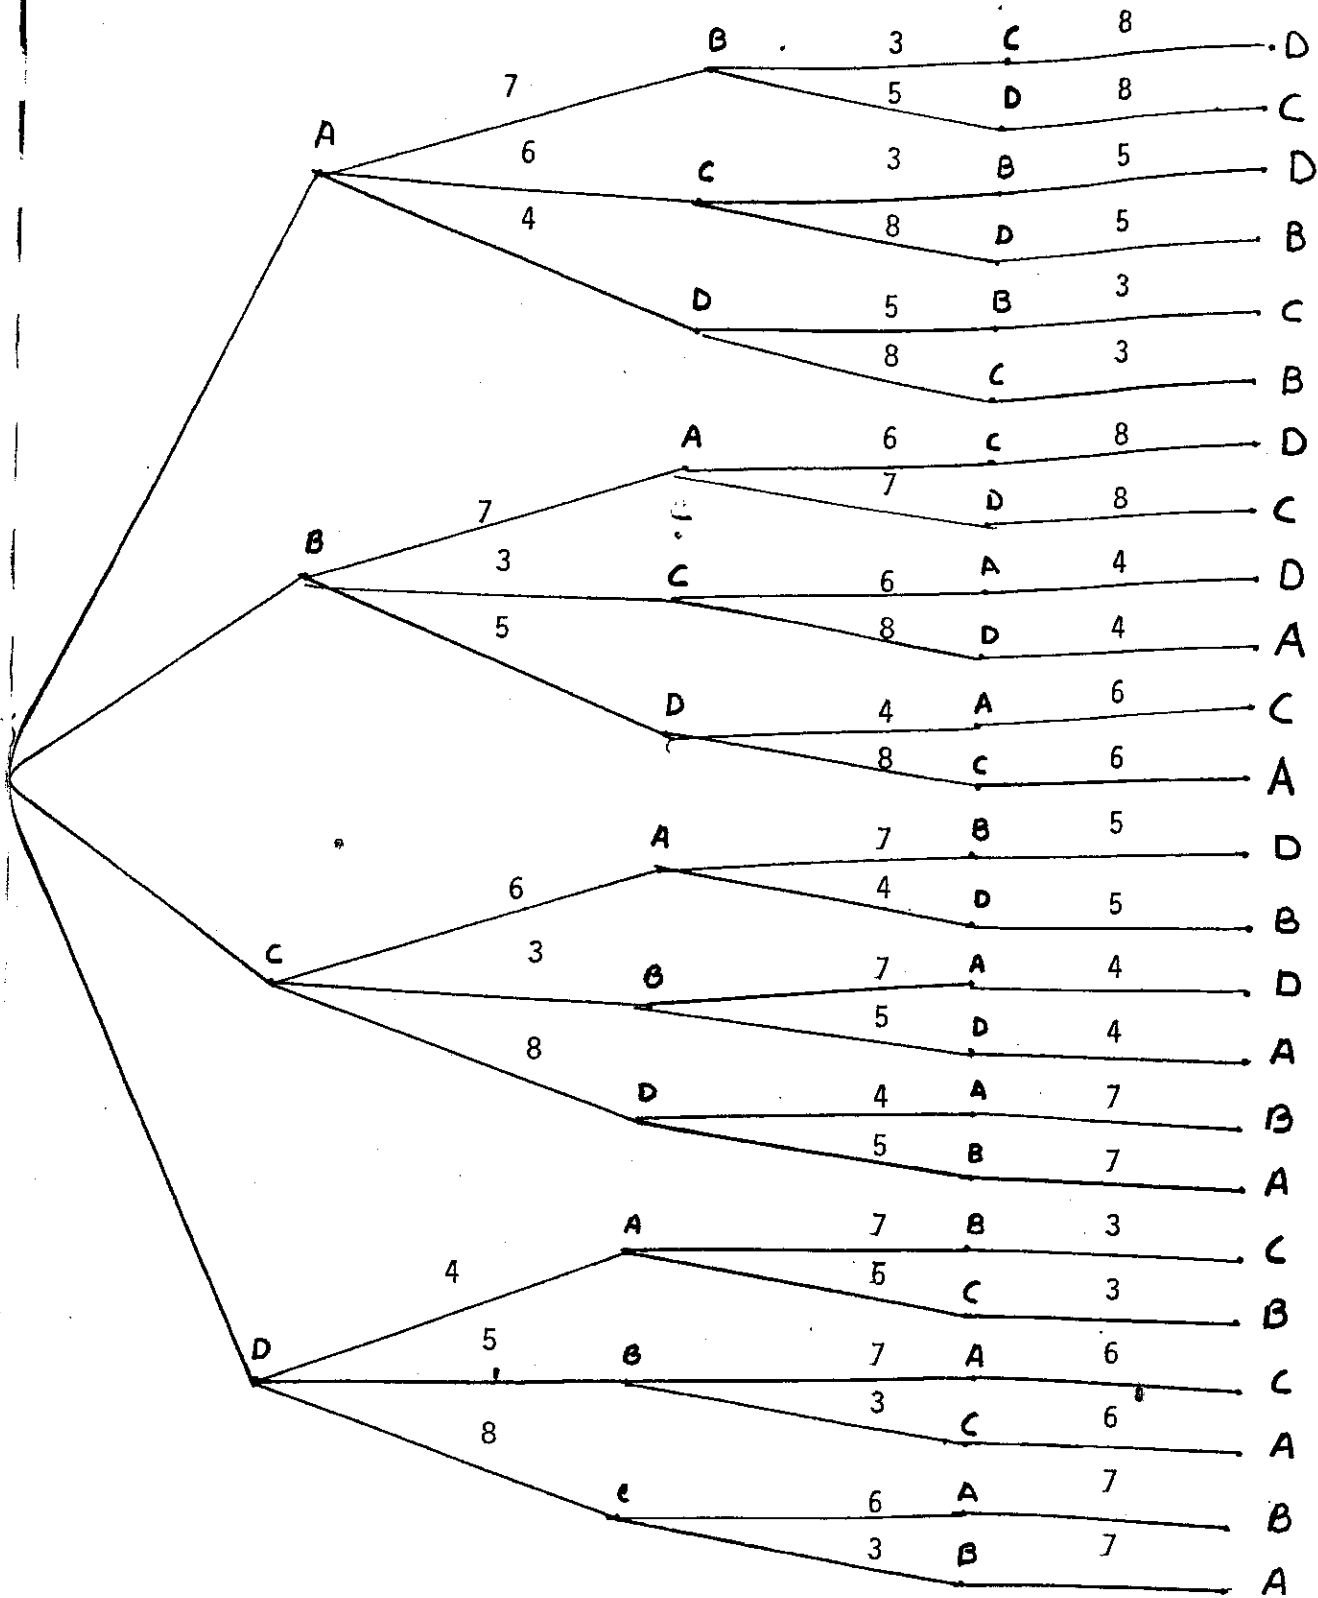 B 3 C 8 D
7 5 D 8 C
A 6 C 3 B 5 D
4 8 D 5 B
D 5 B 3 C
8 C 3 B
A 6 C 8 D
7 7 D 8 C
B 3 C 6 A 4 D
5 8 D 4 A
D 4 A 6 C
8 C 6 A
A 7 B 5 D
6 4 D 5 B
C 3 B 7 A 4 D
8 5 D 4 A
D 4 A 7 B
5 B 7 A
A 7 B 3 C
4 6 C 3 B
D 5 B 7 A 6 C
8 3 C 6 A
C 6 A 7 B
3 B 7 A